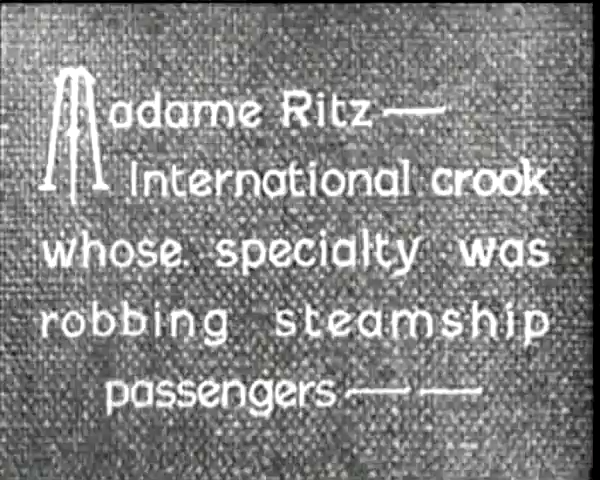 Madame Ritz —
International crook
whose specialty was
robbing steamship
passengers — —